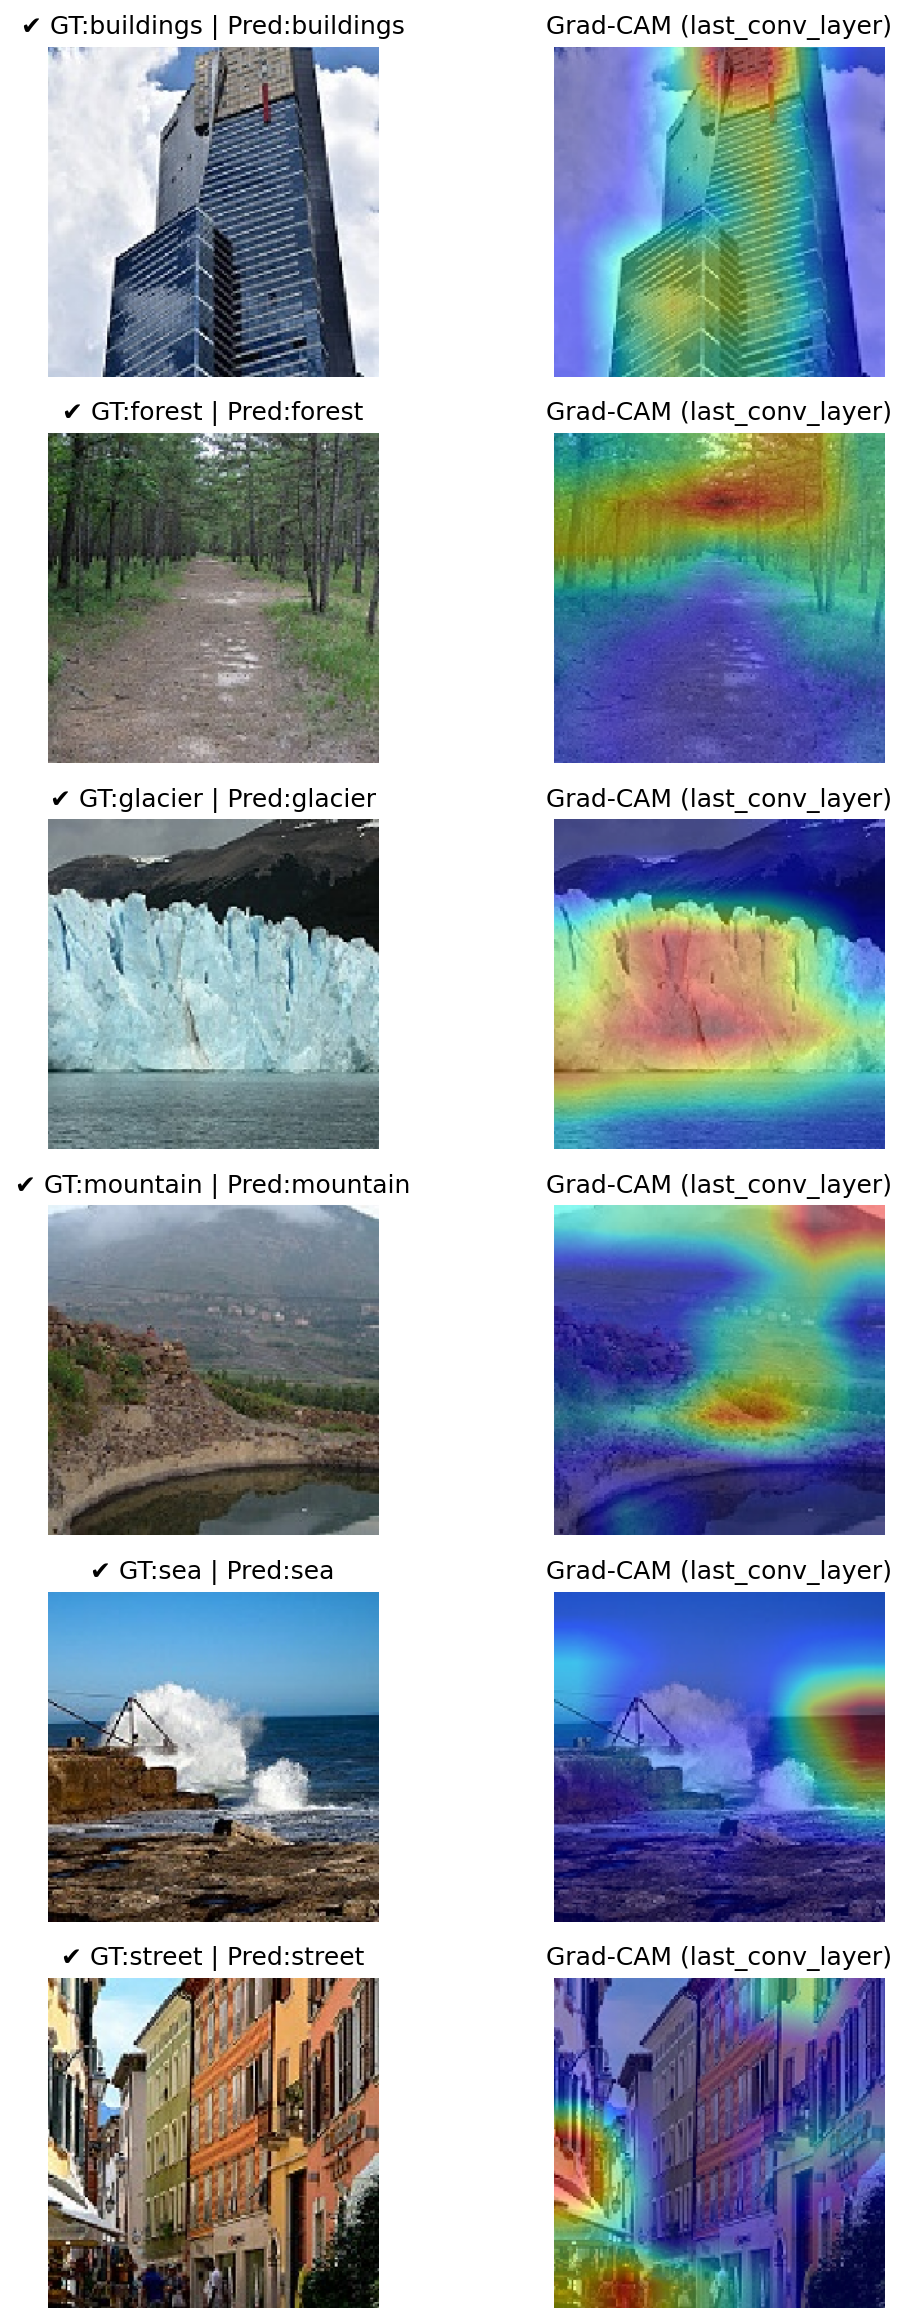 ✔ GT:buildings | Pred:buildings
Grad-CAM (last_conv_layer)
✔ GT:forest | Pred:forest
Grad-CAM (last_conv_layer)
✔ GT:glacier | Pred:glacier
Grad-CAM (last_conv_layer)
✔ GT:mountain | Pred:mountain
Grad-CAM (last_conv_layer)
✔ GT:sea | Pred:sea
Grad-CAM (last_conv_layer)
✔ GT:street | Pred:street
Grad-CAM (last_conv_layer)